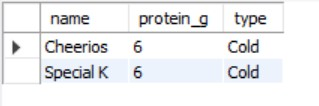 name protein_g type
Cheerios 6 Cold
Special K 6 Cold